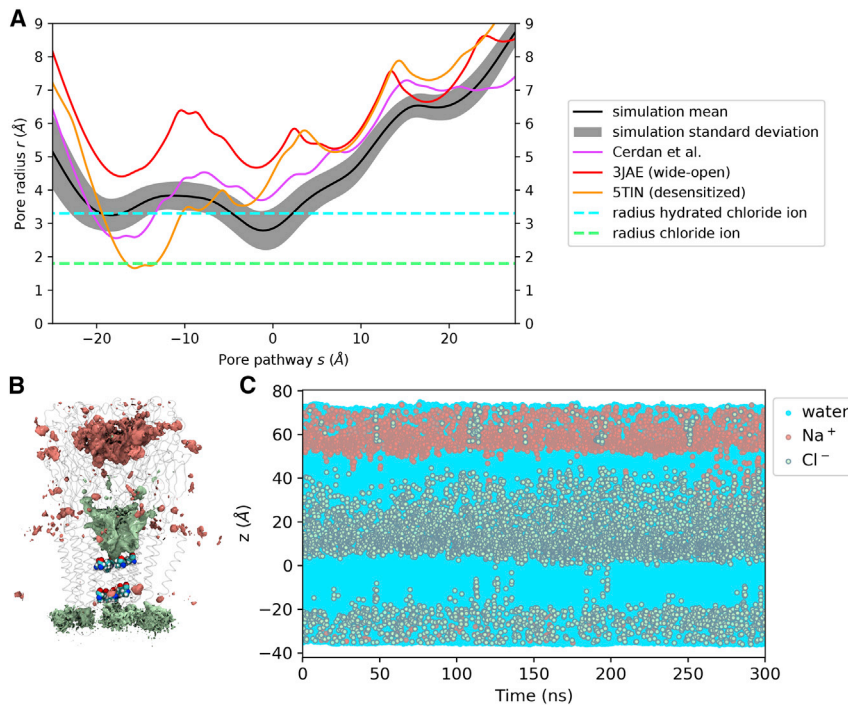 A
Pore radius r (Å)
9
8
7
6
5
4
3
2
1
0
9
8
7
6
5
4
3
2
1
0
−20
−10
0
10
20
Pore pathway s (Å)
simulation mean
simulation standard deviation
Cerdan et al.
3JAE (wide-open)
5TIN (desensitized)
radius hydrated chloride ion
radius chloride ion
B
C
z (Å)
80
60
40
20
0
−20
−40
0
50
100
150
200
250
300
Time (ns)
water
Na⁺
Cl⁻